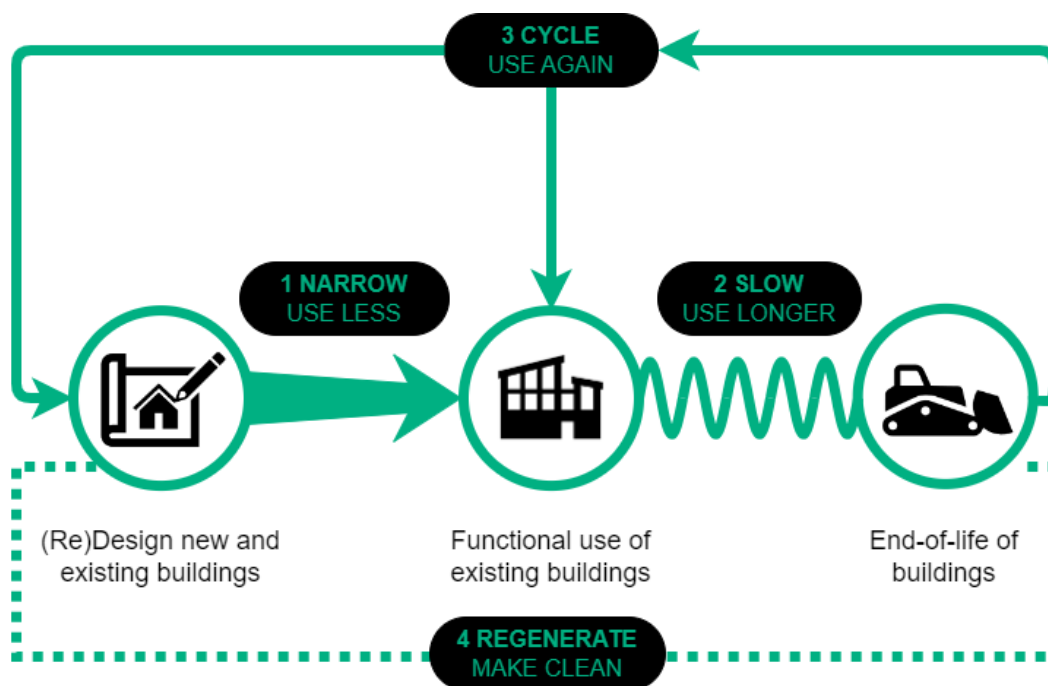 3 CYCLE
USE AGAIN
1 NARROW
USE LESS
2 SLOW
USE LONGER
(Re)Design new and
existing buildings
Functional use of
existing buildings
End-of-life of
buildings
4 REGENERATE
MAKE CLEAN